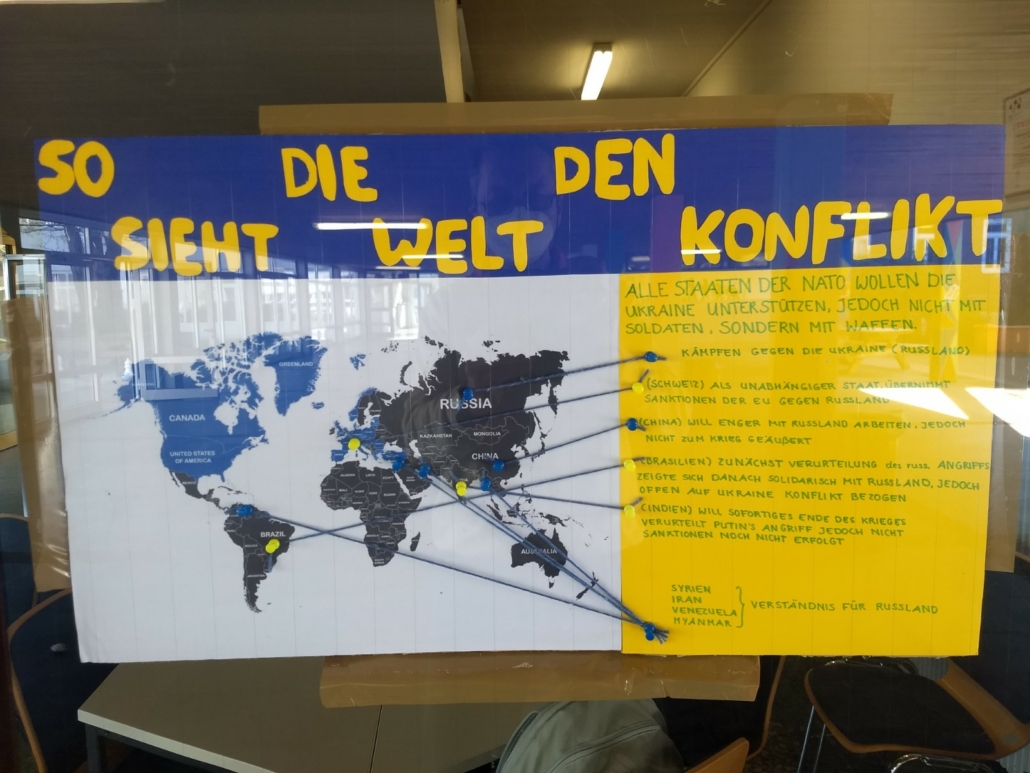 SO DIE DEN
SIEHT WELT KONFLIKT
ALLE STAATEN DER NATO WOLLEN DIE
UKRAINE UNTERSTÜTZEN, JEDOCH NICHT MIT
SOLDATEN, SONDERN MIT WAFFEN.
KÄMPFEN GEGEN DIE UKRAINE (RUSSLAND)
(SCHWEIZ) ALS UNABHÄNGIGER STAAT, ÜBERNIMMT
SANKTIONEN DER EU GEGEN RUSSLAND
(CHINA) WILL ENGER MIT RUSSLAND ARBEITEN, JEDOCH
NICHT ZUM KRIEG GEÄUßERT
(BRASILIEN) ZUNÄCHST VERURTEILUNG des russ. ANGRIFFS
ZEIGTE SICH DANACH SOLIDARISCH MIT RUSSLAND, JEDOCH
OFFEN AUF UKRAINE KONFLIKT BEZOGEN
(INDIEN) WILL SOFORTIGES ENDE DES KRIEGES
VERURTEILT PUTIN'S ANGRIFF JEDOCH NICHT
SANKTIONEN NOCH NICHT ERFOLGT
SYRIEN
IRAN
VENEZUELA
MYANMAR
VERSTÄNDNIS FÜR RUSSLAND
GREENLAND
CANADA
UNITED STATES
OF AMERICA
RUSSIA
KAZAKHSTAN
MONGOLIA
CHINA
BRAZIL
AUSTRALIA